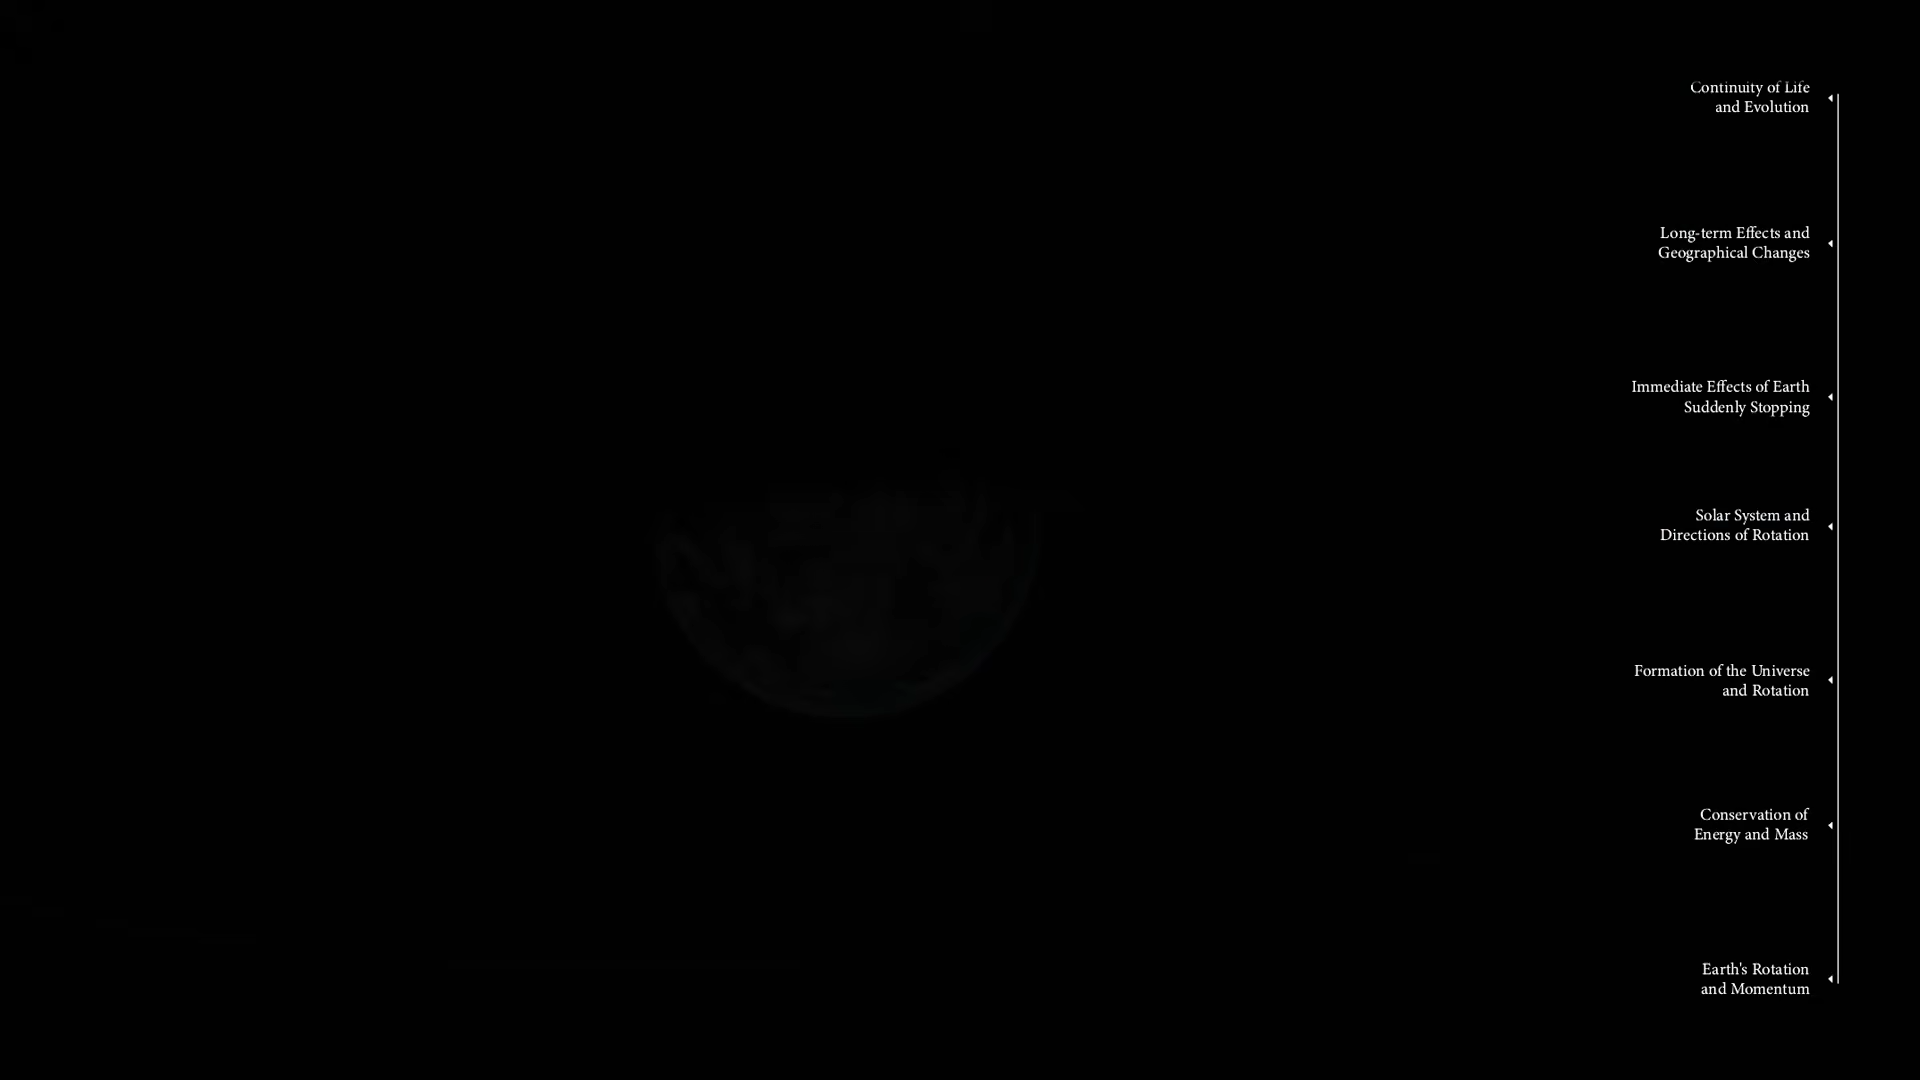 Continuity of Life
and Evolution
Long-term Effects and
Geographical Changes
Immediate Effects of Earth
Suddenly Stopping
Solar System and
Directions of Rotation
Formation of the Universe
and Rotation
Conservation of
Energy and Mass
Earth's Rotation
and Momentum